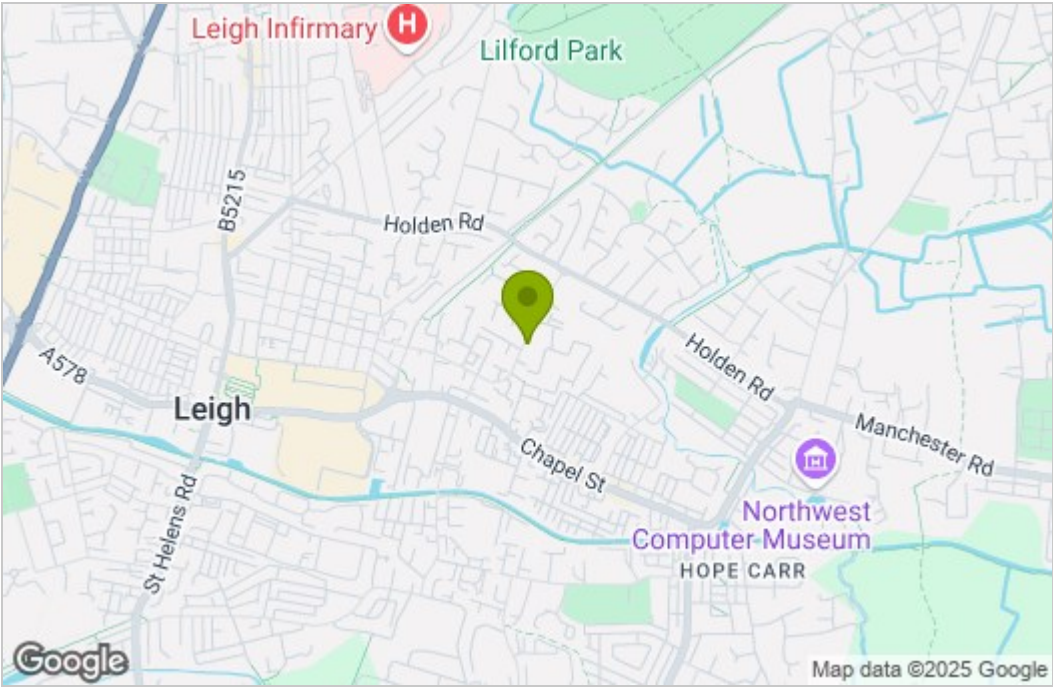 Leigh Infirmary
H
Lilford Park
B5215
Holden Rd
A578
Holden Rd
Leigh
Manchester Rd
Chapel St
St Helens Rd
Northwest
Computer Museum
HOPE CARR
Google
Map data ©2025 Google